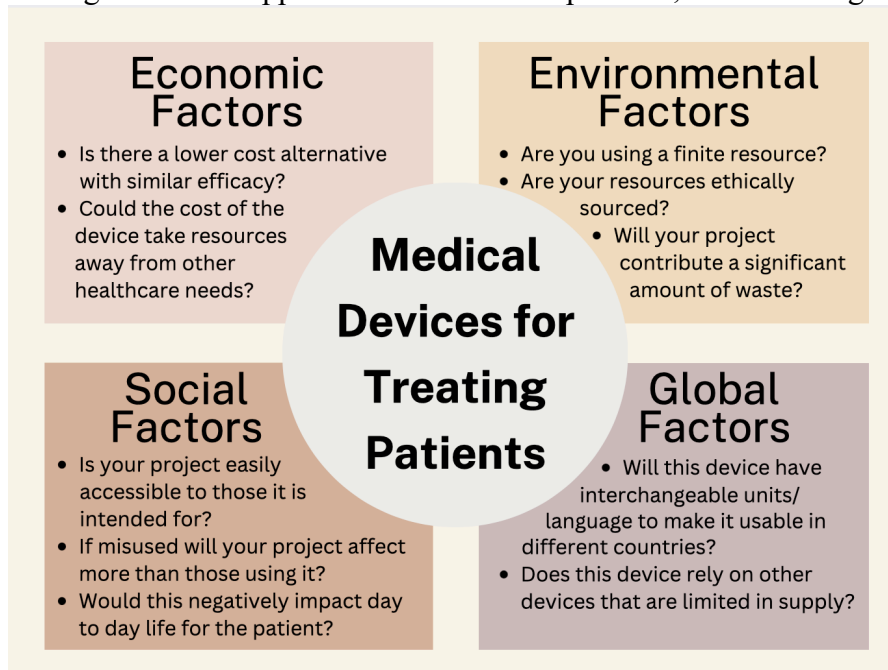 Economic
Factors
• Is there a lower cost alternative
with similar efficacy?
• Could the cost of the
device take resources
away from other
healthcare needs?
Environmental
Factors
• Are you using a finite resource?
• Are your resources ethically
sourced?
• Will your project
contribute a significant
amount of waste?
Medical
Devices for
Treating
Patients
Social
Factors
• Is your project easily
accessible to those it is
intended for?
• If misused will your project affect
more than those using it?
• Would this negatively impact day
to day life for the patient?
Global
Factors
• Will this device have
interchangeable units/
language to make it usable in
different countries?
• Does this device rely on other
devices that are limited in supply?